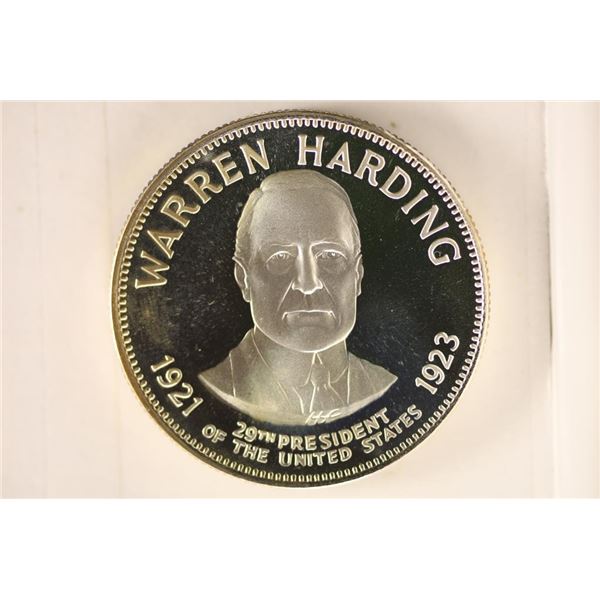 WARREN HARDING
1921
1923
29TH PRESIDENT
OF THE UNITED STATES